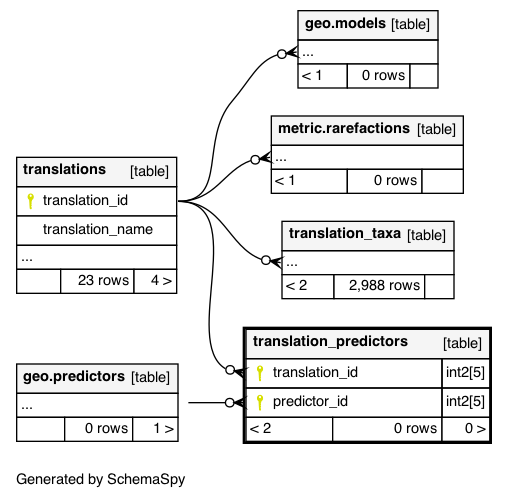 geo.models [table]
...
< 1 0 rows
metric.rarefactions [table]
...
< 1 0 rows
translations [table]
translation_id
translation_name
...
23 rows 4 >
translation_taxa [table]
...
< 2 2,988 rows
translation_predictors [table]
translation_id int2[5]
predictor_id int2[5]
< 2 0 rows 0 >
geo.predictors [table]
...
0 rows 1 >
Generated by SchemaSpy